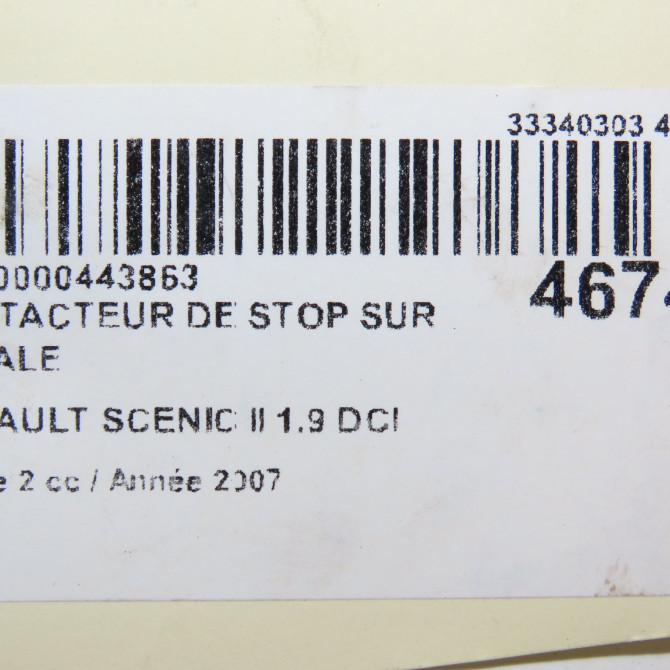 33340303 4
0000443863
4674
TACTEUR DE STOP SUR
ALE
AULT SCENIC II 1.9 DCI
e 2 cc / Année 2007